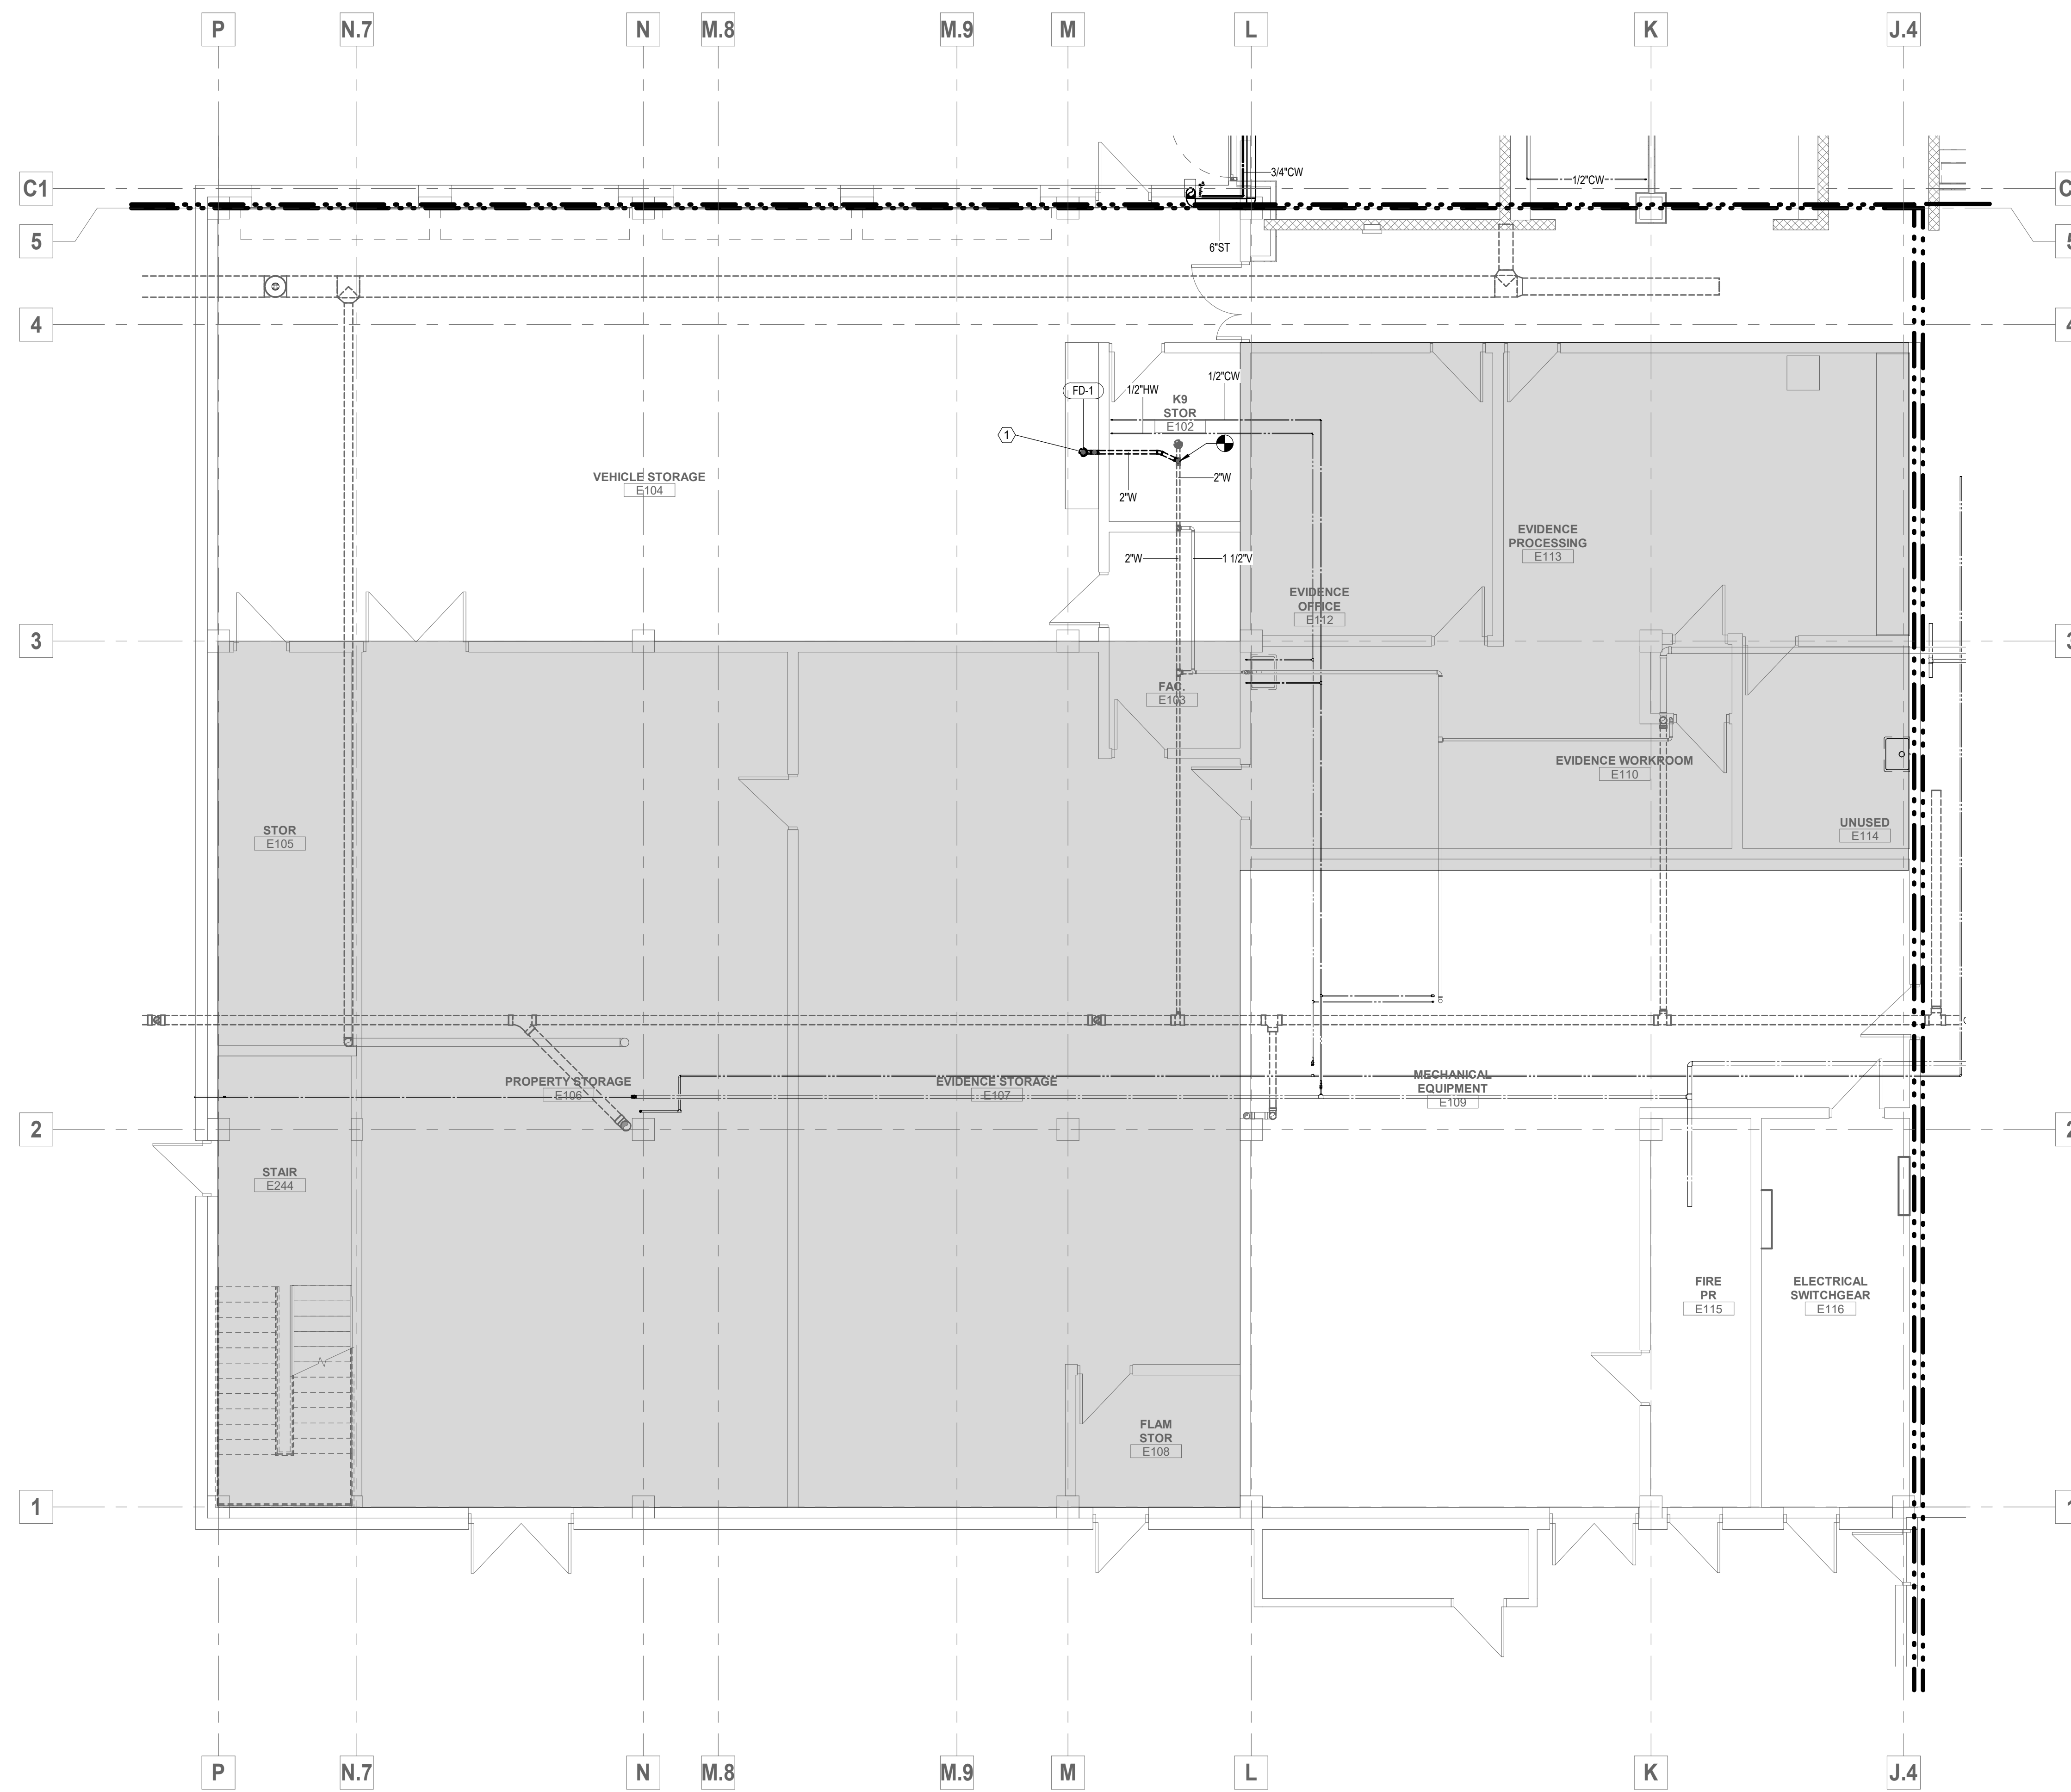 P N.7 N M.8 M.9 M L K J.4
C1
3/4"CW
1/2"CW
5
6"ST
4
4
1/2"CW
FD-1
1/2"HW
K9
STOR
E102
1
VEHICLE STORAGE
E104
2"W
2"W
EVIDENCE
PROCESSING
E113
2"W
1 1/2"V
EVIDENCE
OFFICE
E112
3
FAC.
E103
EVIDENCE WORKROOM
E110
STOR
E105
UNUSED
E114
PROPERTY STORAGE
E106
EVIDENCE STORAGE
E107
MECHANICAL
EQUIPMENT
E109
2
STAIR
E244
FIRE
PR
E115
ELECTRICAL
SWITCHGEAR
E116
FLAM
STOR
E108
1
P N.7 N M.8 M.9 M L K J.4